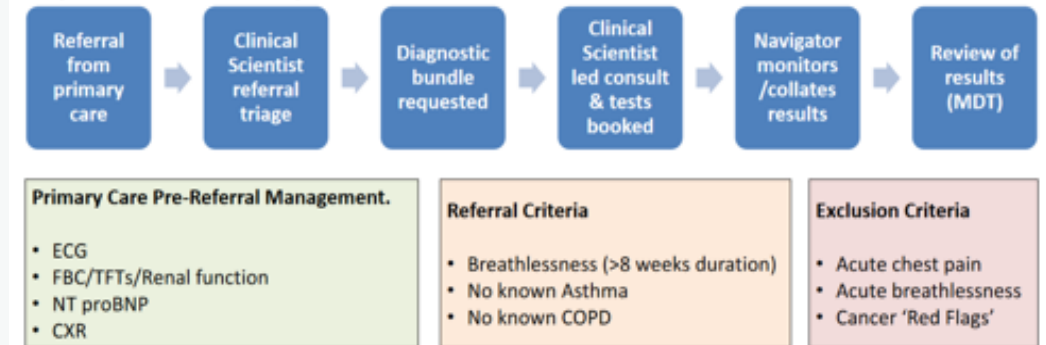 Referral
from
primary
care
Clinical
Scientist
referral
triage
Diagnostic
bundle
requested
Clinical
Scientist
led consult
& tests
booked
Navigator
monitors
/collates
results
Review of
results
(MDT)
Primary Care Pre-Referral Management.
• ECG
• FBC/TFTs/Renal function
• NT proBNP
• CXR
Referral Criteria
• Breathlessness (>8 weeks duration)
• No known Asthma
• No known COPD
Exclusion Criteria
• Acute chest pain
• Acute breathlessness
• Cancer ‘Red Flags’